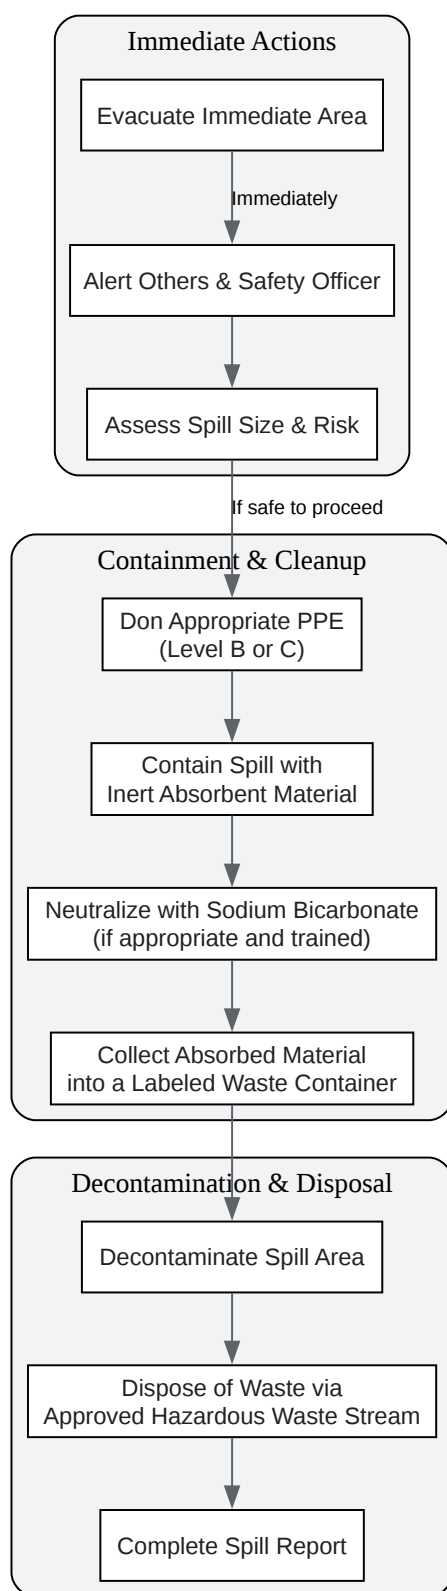 Immediate Actions
Evacuate Immediate Area
Immediately
Alert Others & Safety Officer
Assess Spill Size & Risk
If safe to proceed
Containment & Cleanup
Don Appropriate PPE
(Level B or C)
Contain Spill with
Inert Absorbent Material
Neutralize with Sodium Bicarbonate
(if appropriate and trained)
Collect Absorbed Material
into a Labeled Waste Container
Decontamination & Disposal
Decontaminate Spill Area
Dispose of Waste via
Approved Hazardous Waste Stream
Complete Spill Report